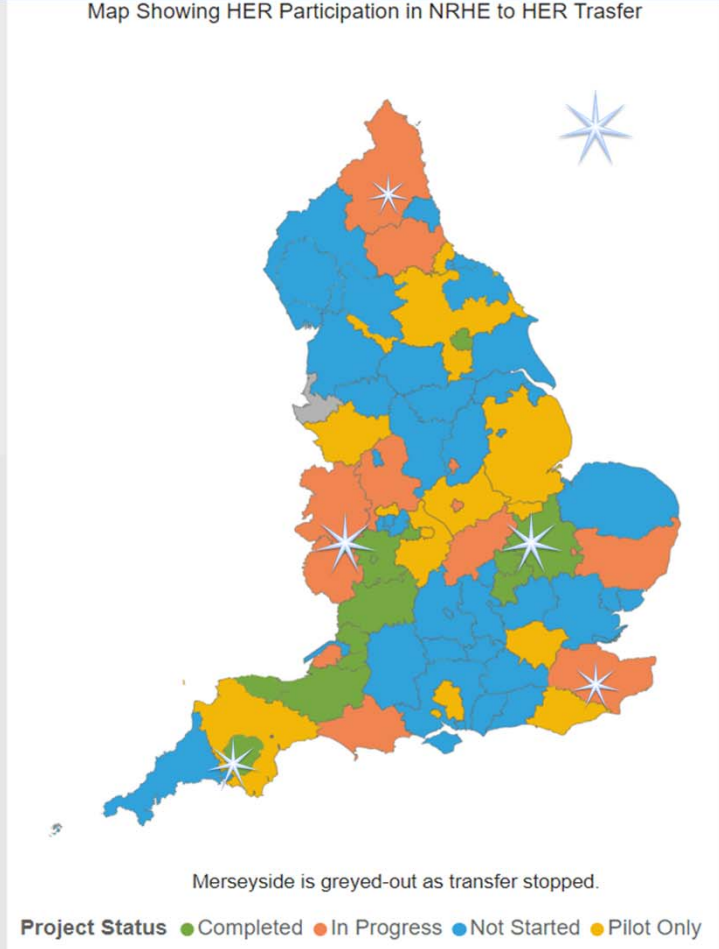 Map Showing HER Participation in NRHE to HER Trasfer
Merseyside is greyed-out as transfer stopped.
Project Status Completed In Progress Not Started Pilot Only